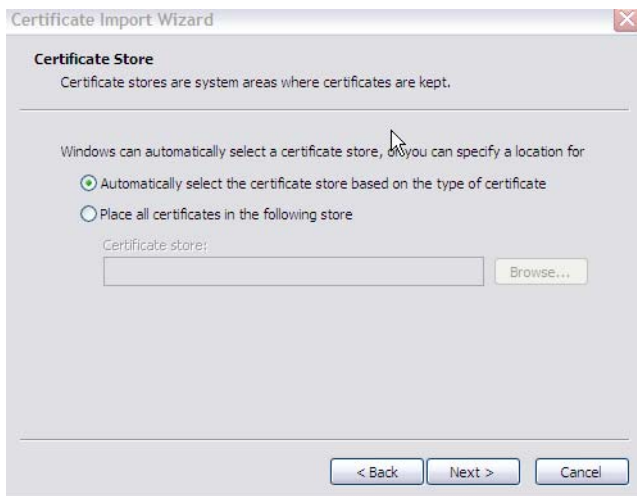 Certificate Import Wizard
Certificate Store
Certificate stores are system areas where certificates are kept.
Windows can automatically select a certificate store, or you can specify a location for
Automatically select the certificate store based on the type of certificate
Place all certificates in the following store
Certificate store:
Browse...
< Back Next > Cancel